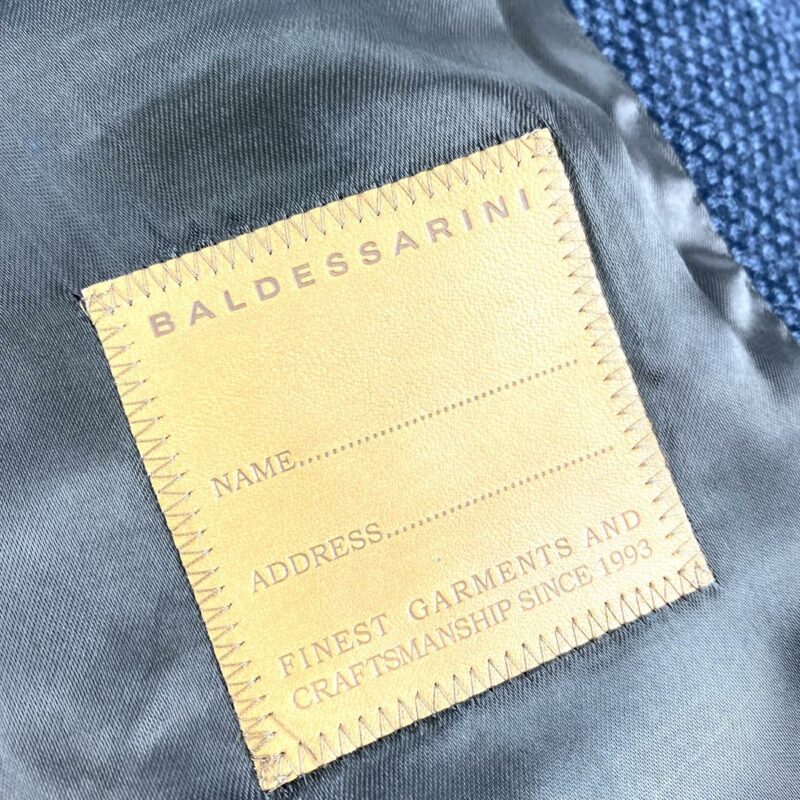 BALDESSARINI
NAME..............................................
ADDRESS........................................
FINEST GARMENTS AND
CRAFTSMANSHIP SINCE 1993